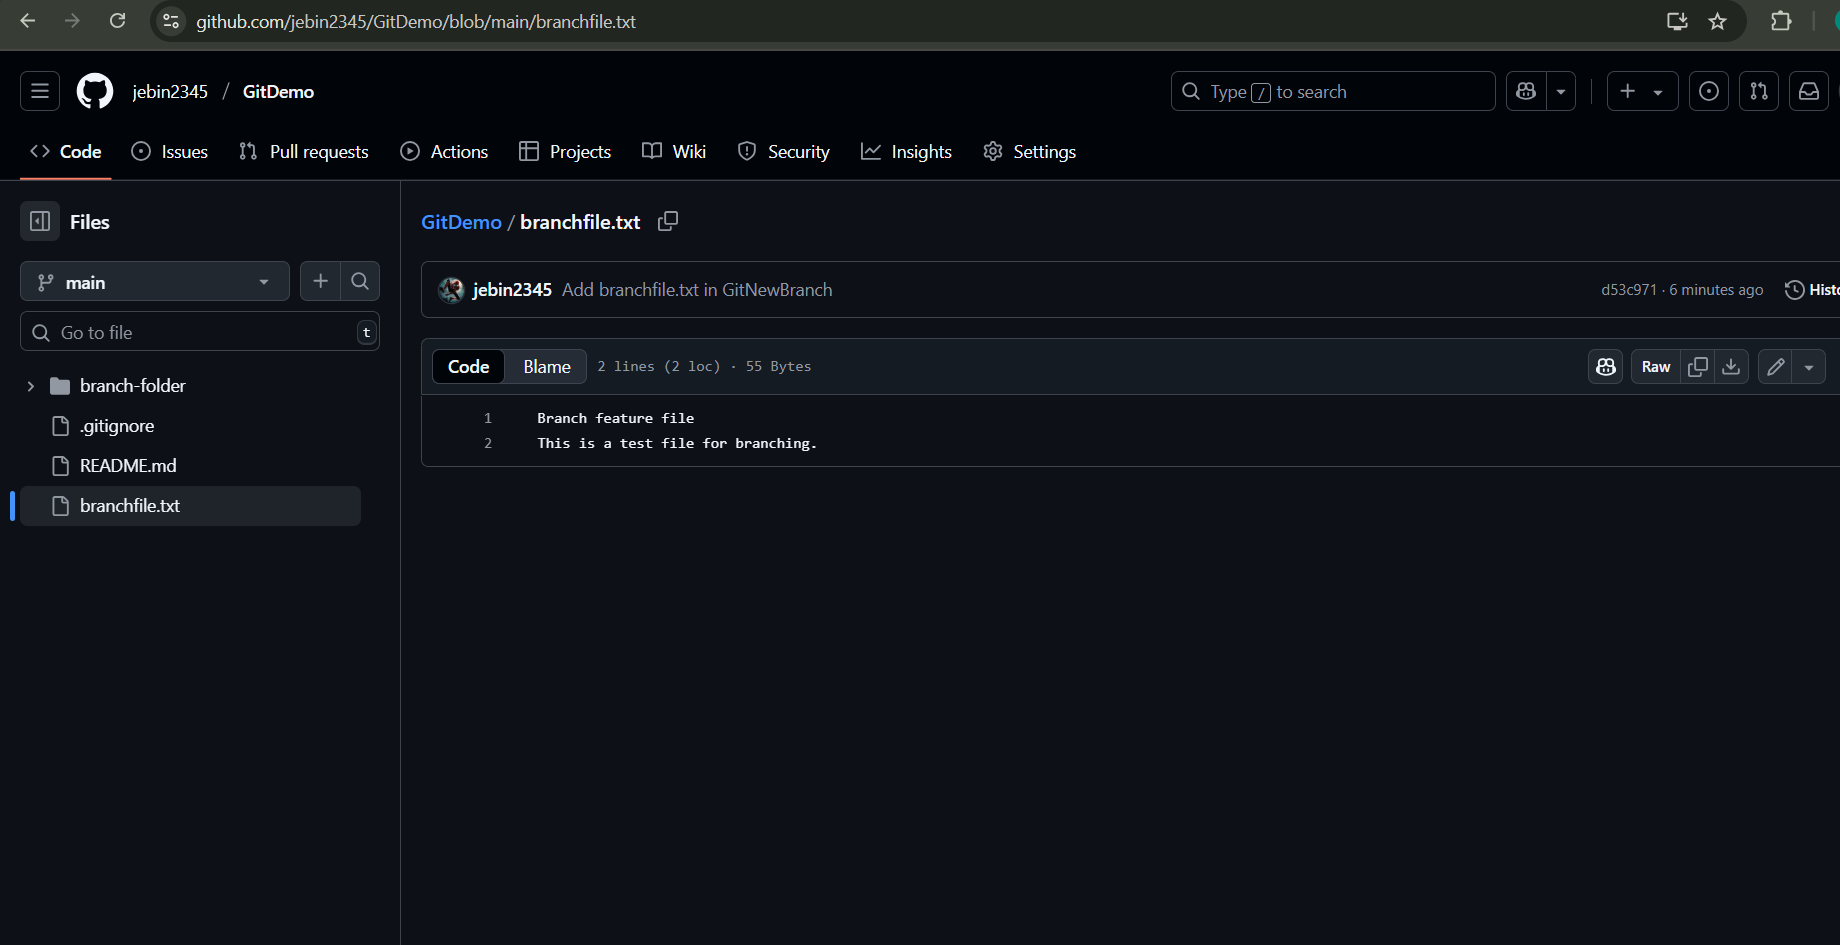 github.com/jebin2345/GitDemo/blob/main/branchfile.txt
jebin2345 / GitDemo
Type / to search
Code Issues Pull requests Actions Projects Wiki Security Insights Settings
Files
main
Go to file t
branch-folder
.gitignore
README.md
branchfile.txt
GitDemo / branchfile.txt
jebin2345 Add branchfile.txt in GitNewBranch d53c971 · 6 minutes ago Histo
Code Blame 2 lines (2 loc) · 55 Bytes Raw
1 Branch feature file
2 This is a test file for branching.